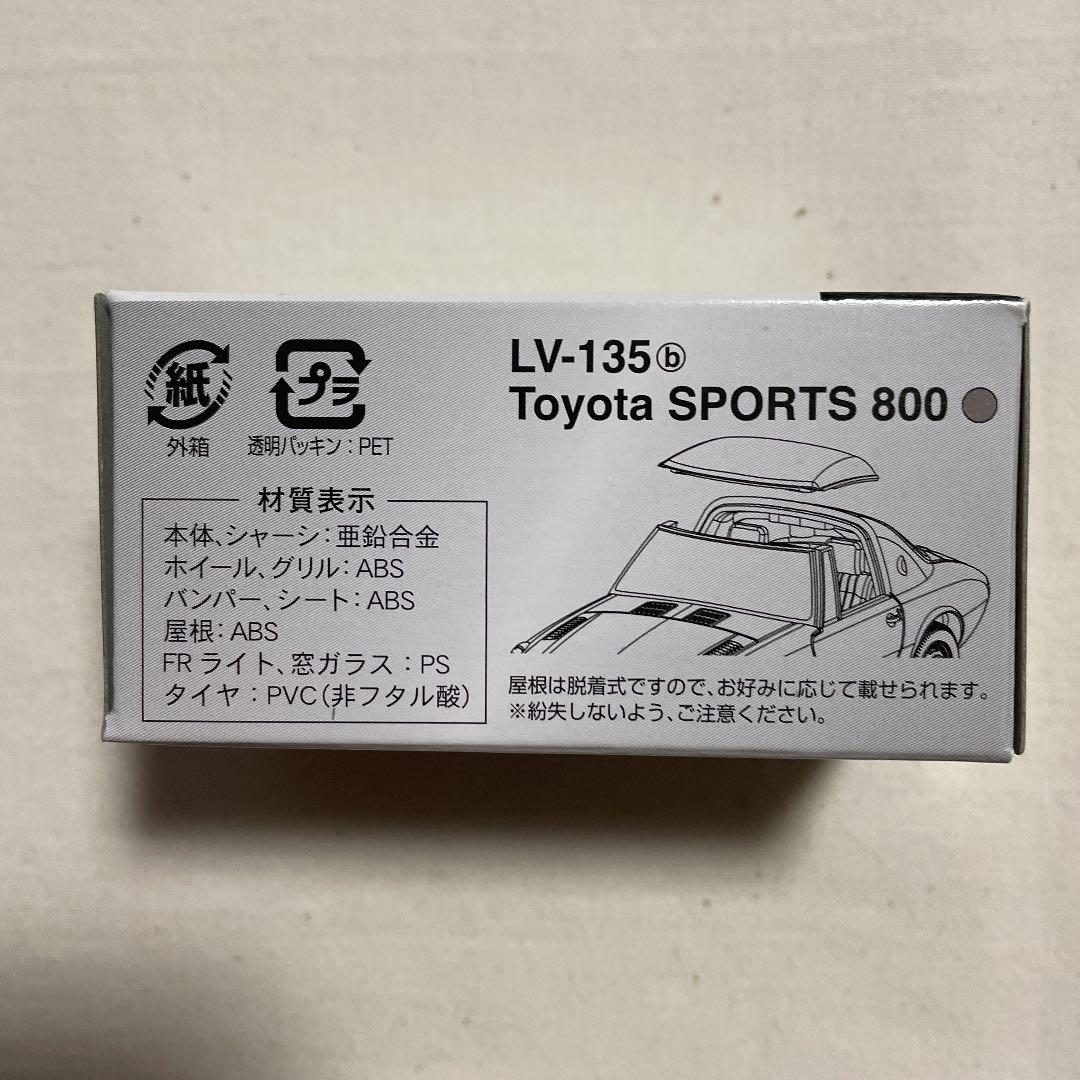 紙
外箱
プラ
透明パッキン：PET
材質表示
本体、シャーシ：亜鉛合金
ホイール、グリル：ABS
バンパー、シート：ABS
屋根：ABS
FRライト、窓ガラス：PS
タイヤ：PVC（非フタル酸）
LV-135ⓑ
Toyota SPORTS 800
屋根は脱着式ですので、お好みに応じて載せられます。
※紛失しないよう、ご注意ください。